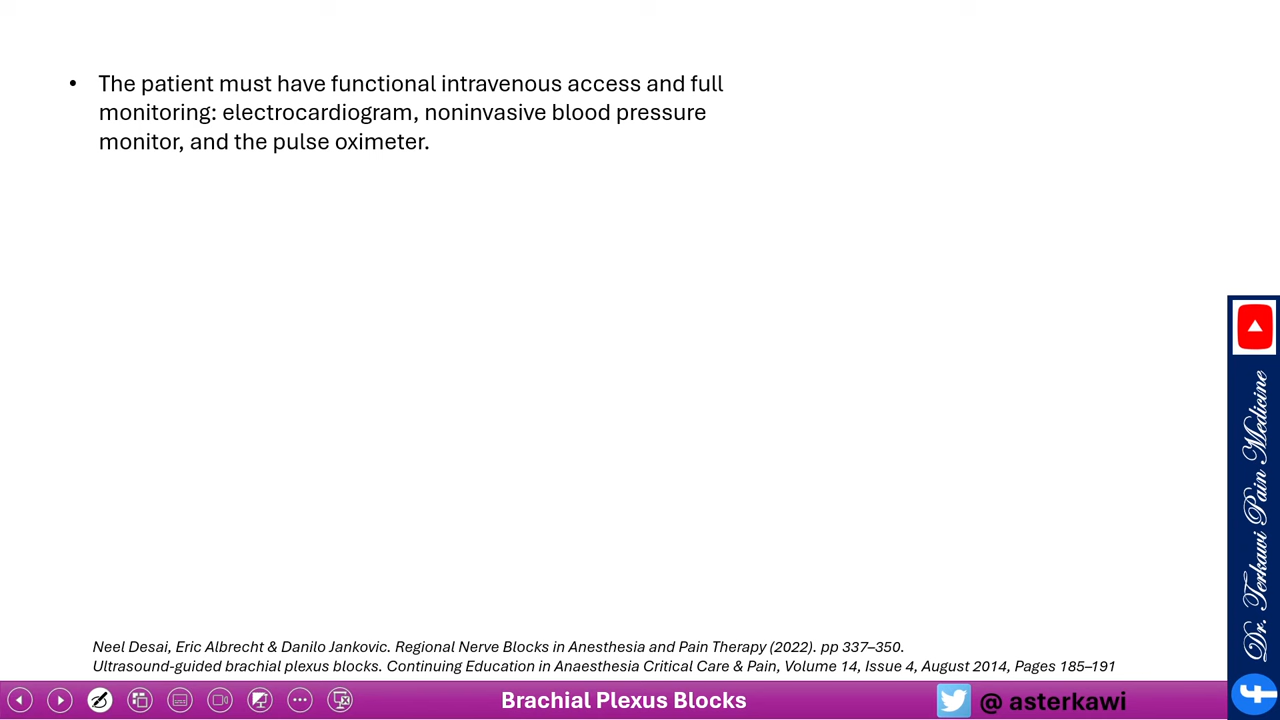 • The patient must have functional intravenous access and full
monitoring: electrocardiogram, noninvasive blood pressure
monitor, and the pulse oximeter.
Dr. Terkawi Pain Medicine
Neel Desai, Eric Albrecht & Danilo Jankovic. Regional Nerve Blocks in Anesthesia and Pain Therapy (2022). pp 337–350.
Ultrasound-guided brachial plexus blocks. Continuing Education in Anaesthesia Critical Care & Pain, Volume 14, Issue 4, August 2014, Pages 185–191
Brachial Plexus Blocks
@ asterkawi